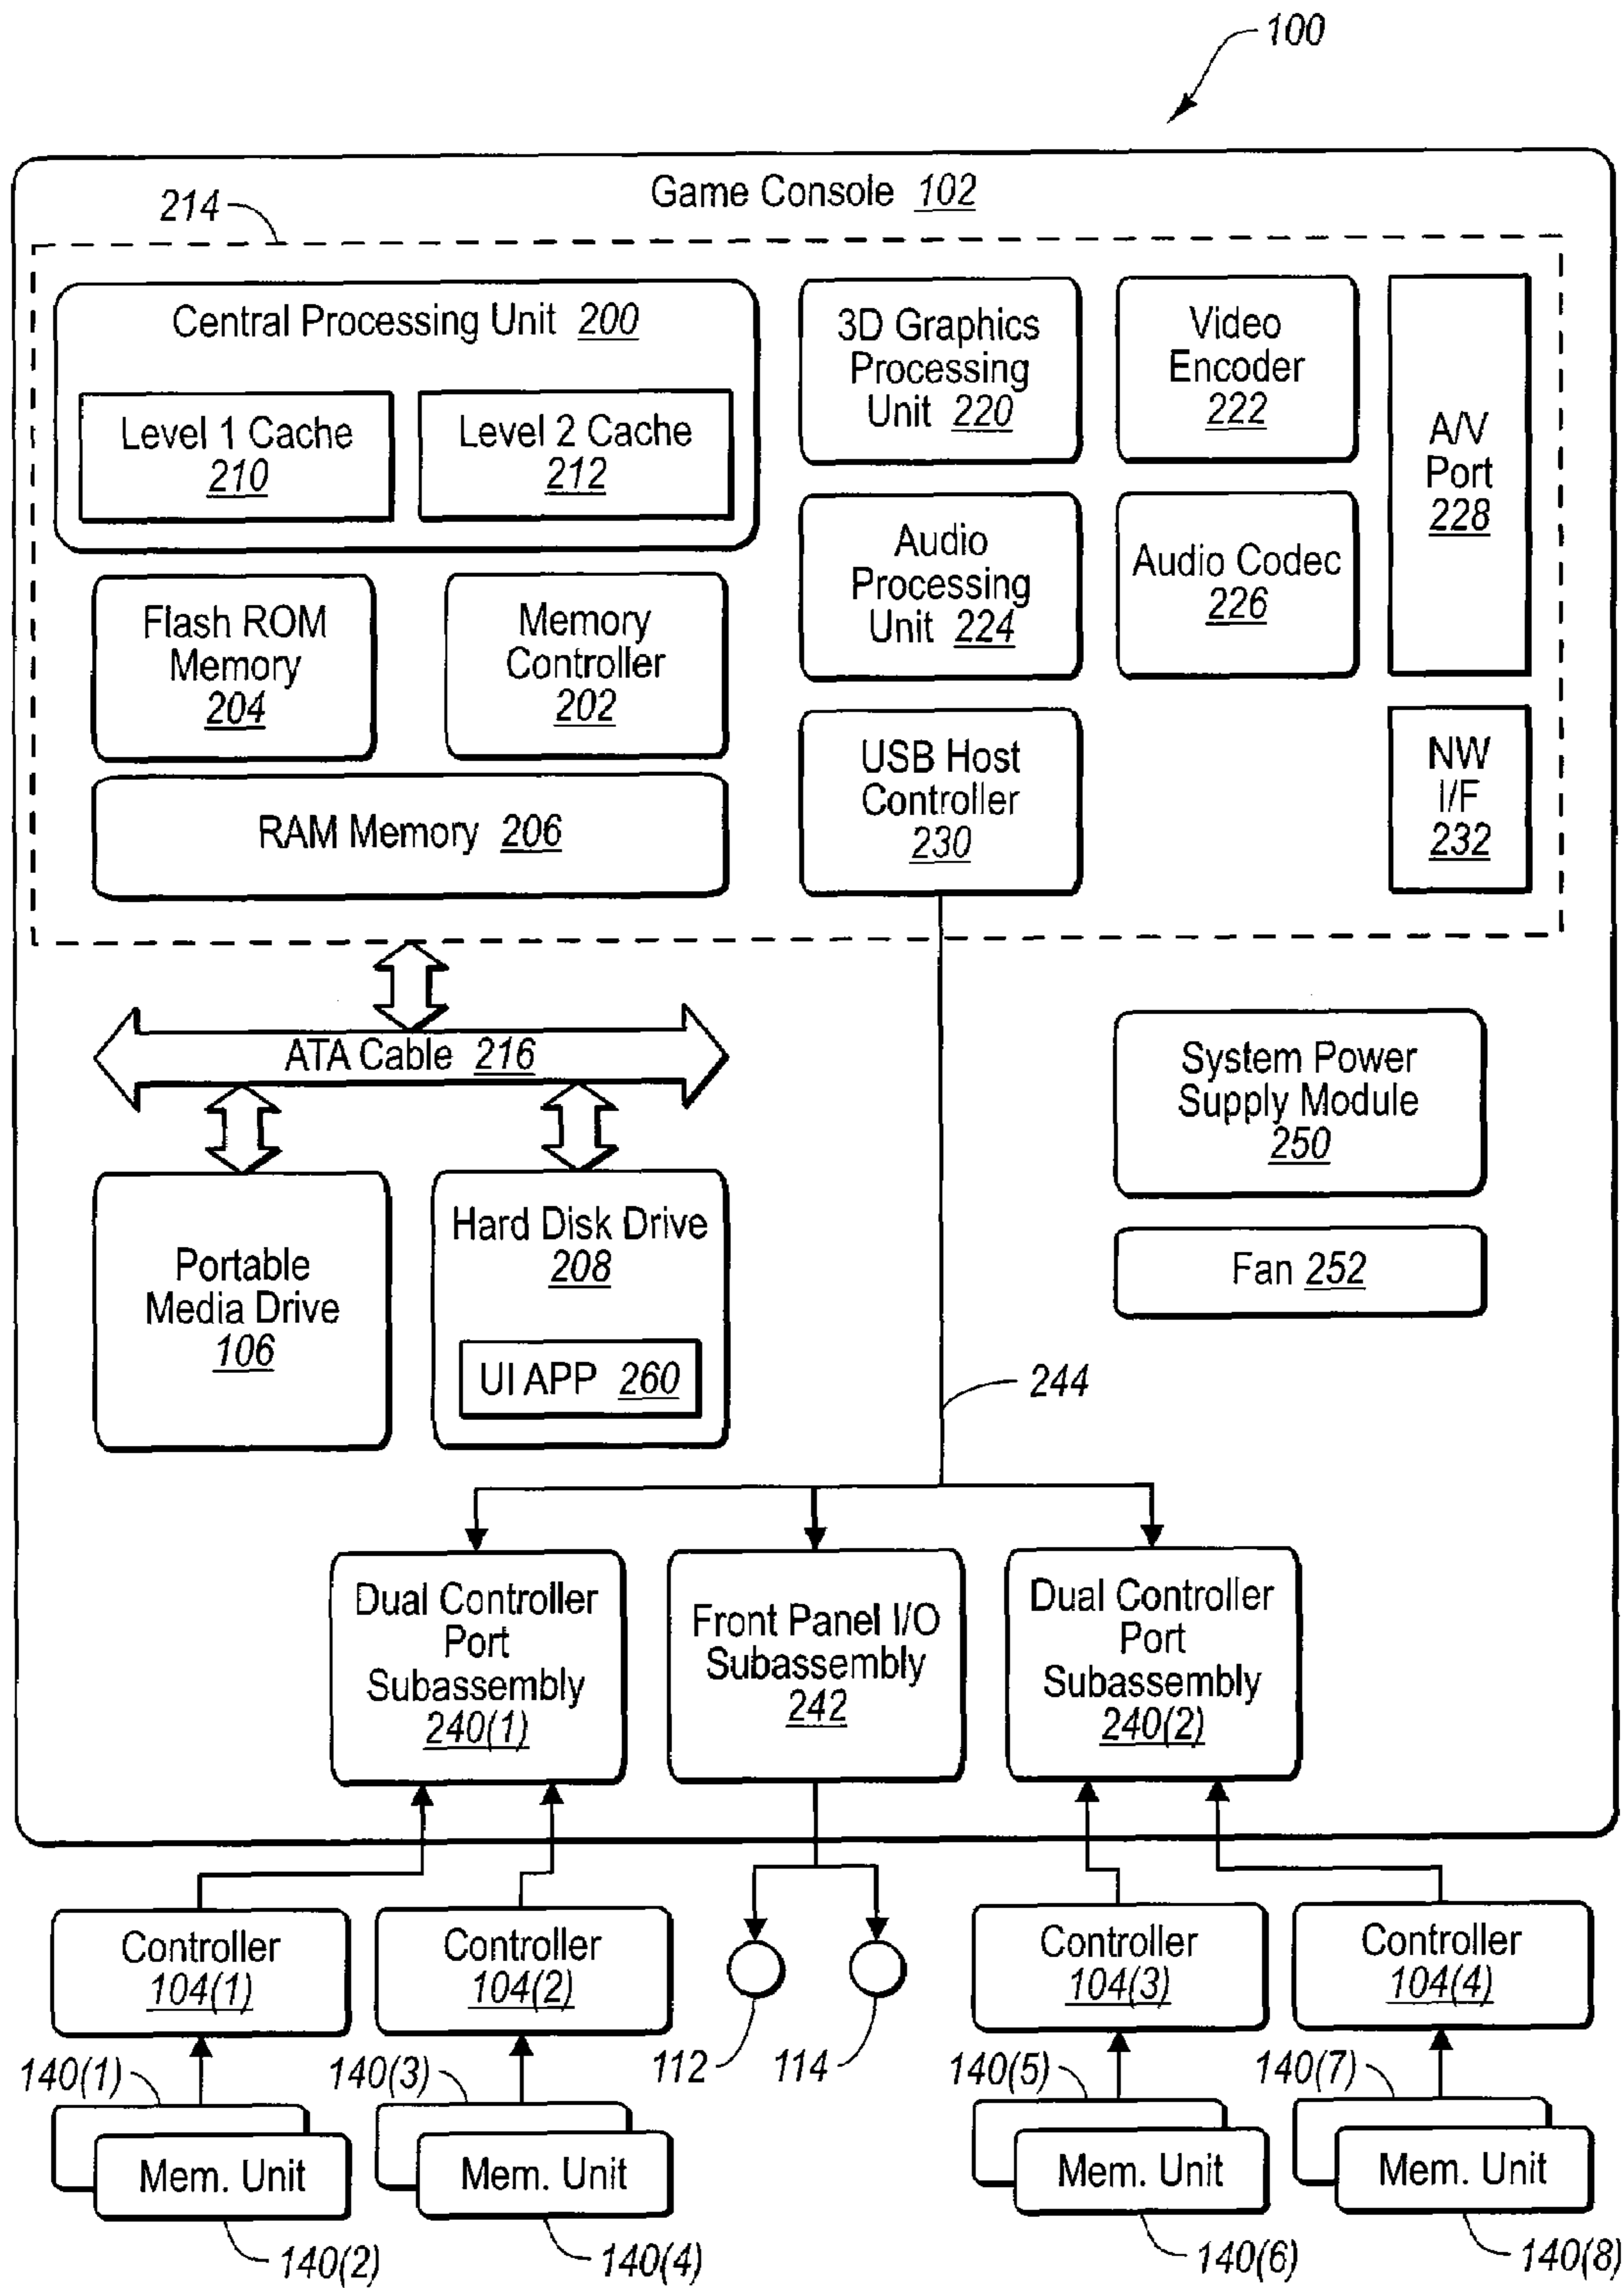 100
Game Console 102
214
Central Processing Unit 200
Level 1 Cache
210
Level 2 Cache
212
3D Graphics
Processing
Unit 220
Video
Encoder
222
A/V
Port
228
Flash ROM
Memory
204
Memory
Controller
202
Audio
Processing
Unit 224
Audio Codec
226
RAM Memory 206
USB Host
Controller
230
NW
I/F
232
ATA Cable 216
System Power
Supply Module
250
Portable
Media Drive
106
Hard Disk Drive
208
UI APP 260
Fan 252
244
Dual Controller
Port
Subassembly
240(1)
Front Panel I/O
Subassembly
242
Dual Controller
Port
Subassembly
240(2)
Controller
104(1)
Controller
104(2)
Controller
104(3)
Controller
104(4)
112
114
140(1)
140(3)
140(5)
140(7)
Mem. Unit
Mem. Unit
Mem. Unit
Mem. Unit
140(2)
140(4)
140(6)
140(8)